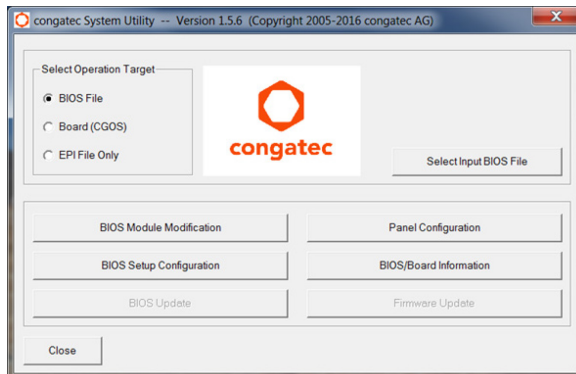 congatec System Utility -- Version 1.5.6 (Copyright 2005-2016 congatec AG)
Select Operation Target
BIOS File
Board (CGOS)
EPI File Only
congatec
Select Input BIOS File
BIOS Module Modification
Panel Configuration
BIOS Setup Configuration
BIOS/Board Information
BIOS Update
Firmware Update
Close